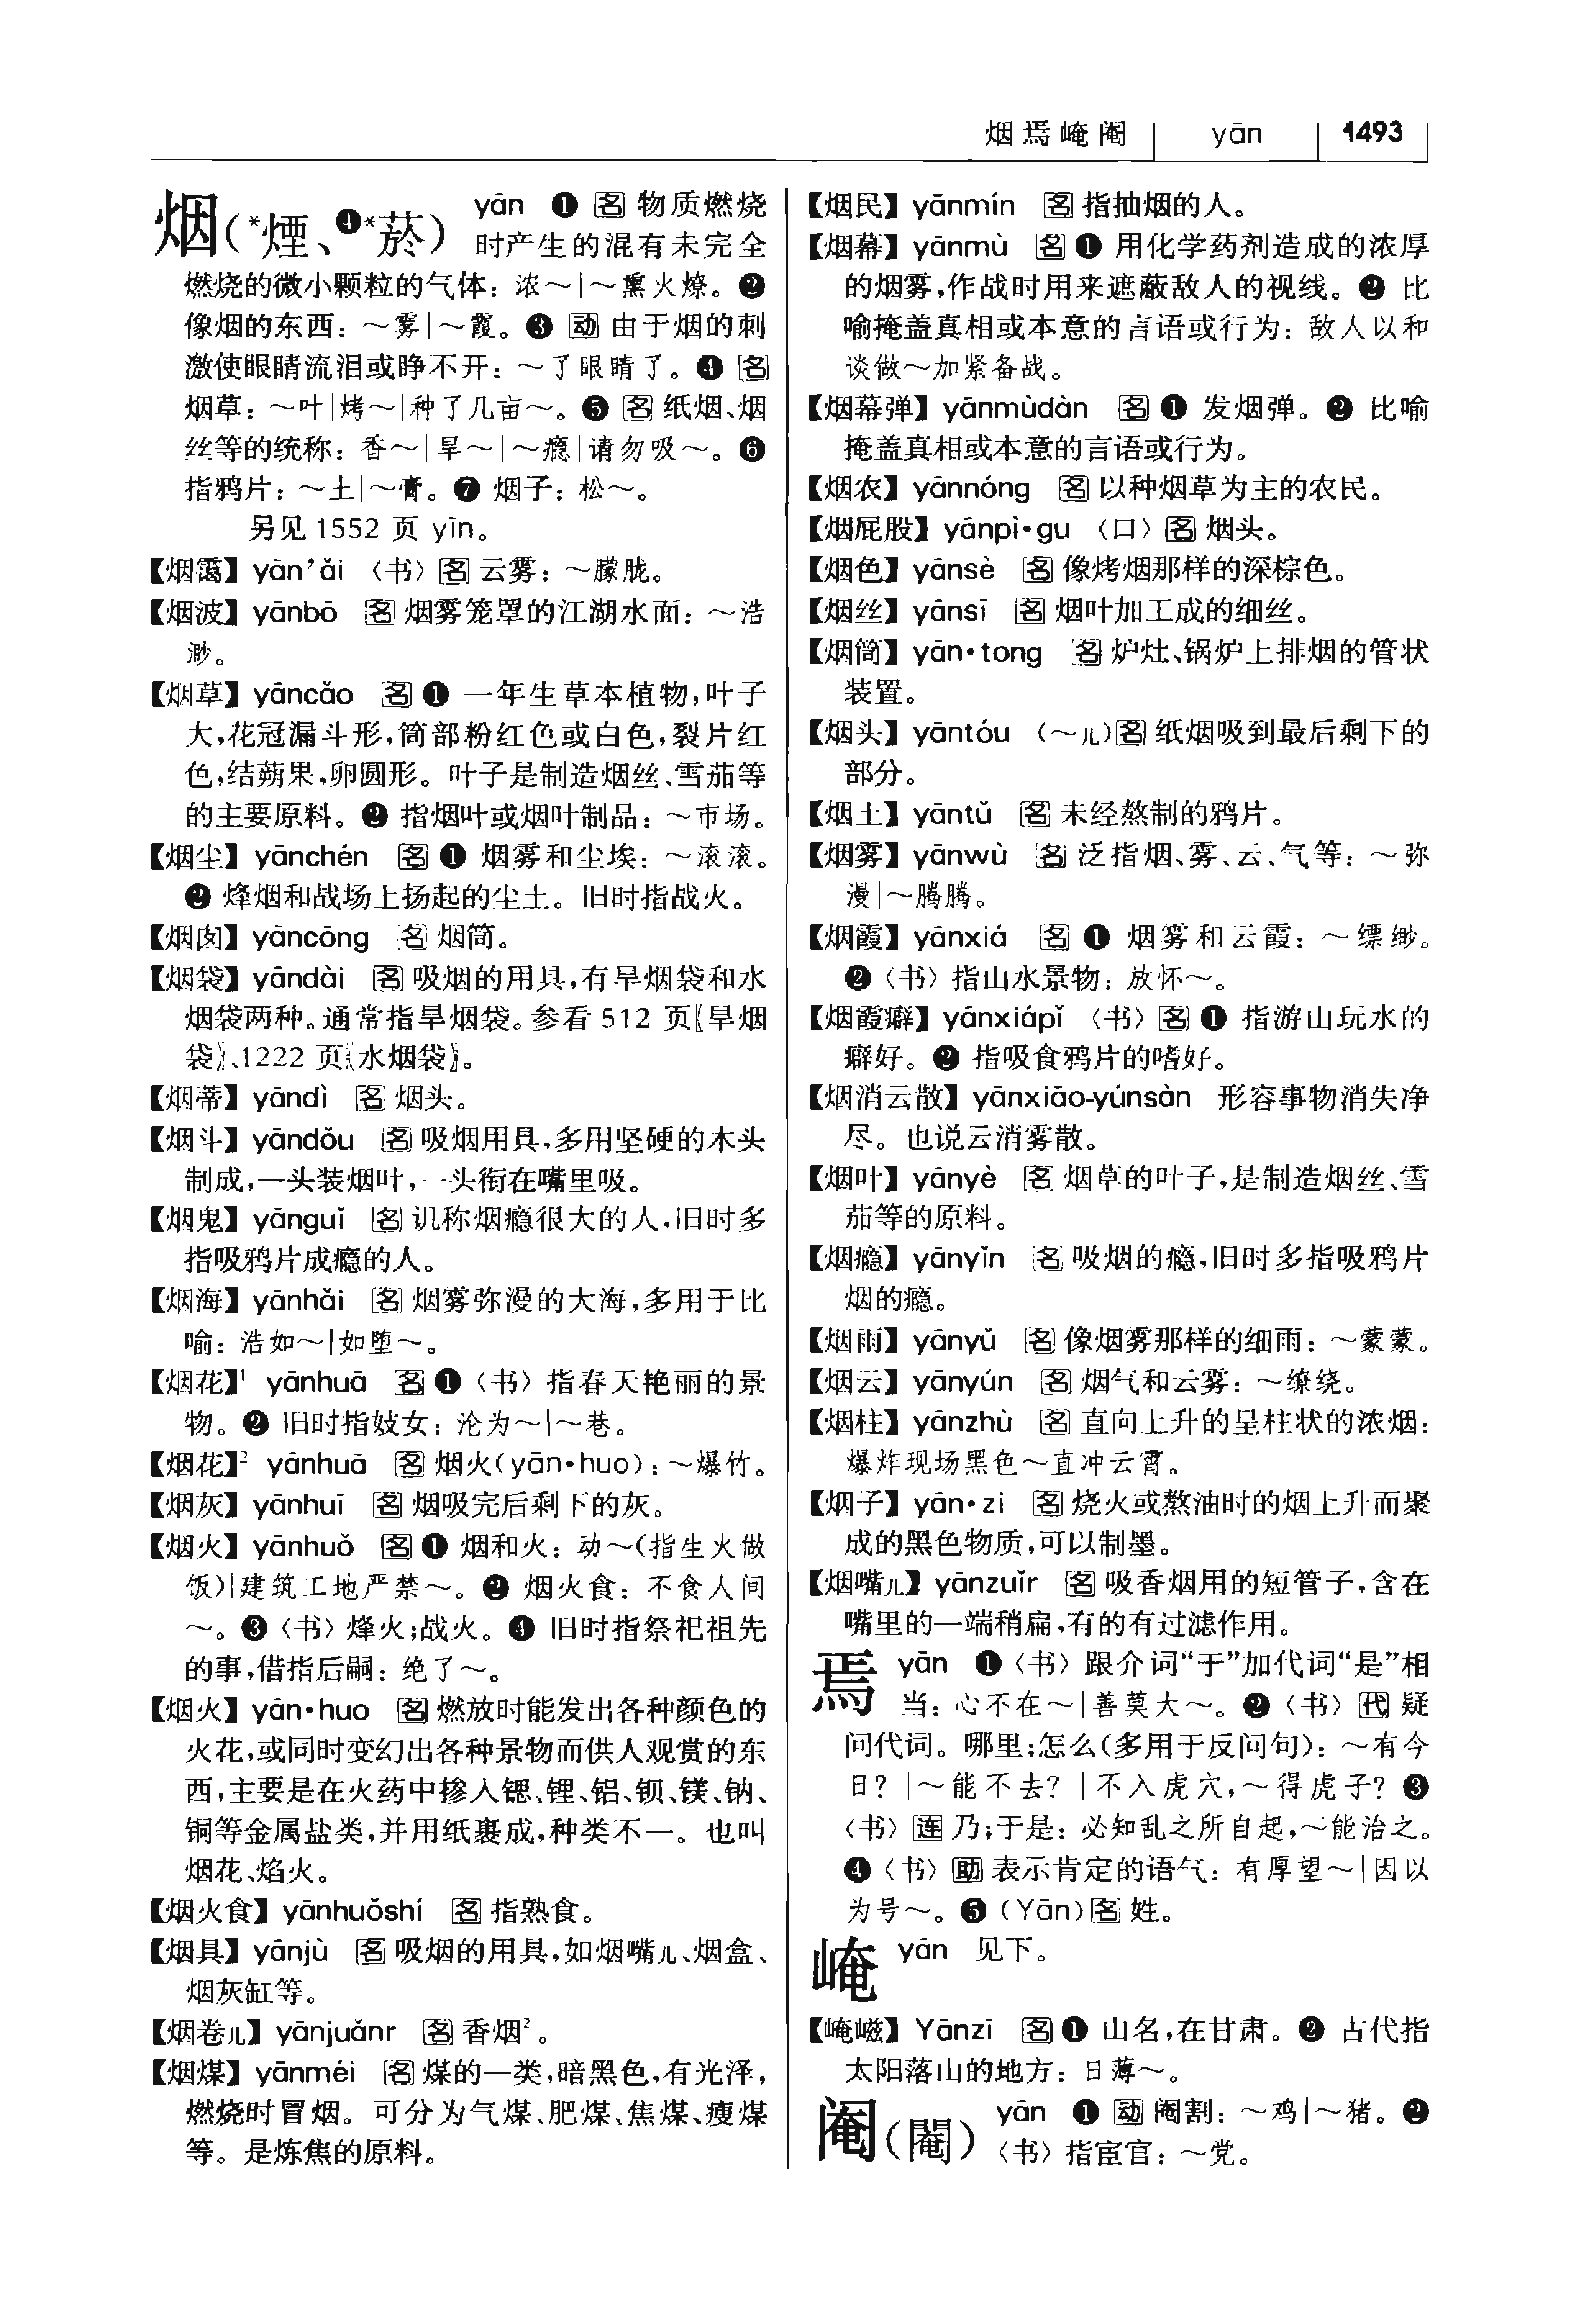 烟焉崦阉 yān 1493
烟(*煙、❹*菸) yān ❶ 名 物质燃烧
时产生的混有未完全
燃烧的微小颗粒的气体：浓～|～熏火燎。❷
像烟的东西：～雾|～霞。❸ 动 由于烟的刺
激使眼睛流泪或睁不开：～了眼睛了。❹ 名
烟草：～叶|烤～|种了几亩～。❺ 名 纸烟、烟
丝等的统称：香～|旱～|～瘾|请勿吸～。❻
指鸦片：～土|～膏。❼ 烟子：松～。
另见 1552 页 yīn。
【烟霭】yān’ǎi 〈书〉名 云雾：～朦胧。
【烟波】yānbō 名 烟雾笼罩的江湖水面：～浩
渺。
【烟草】yāncǎo 名 ❶ 一年生草本植物,叶子
大,花冠漏斗形,筒部粉红色或白色,裂片红
色,结蒴果,卵圆形。叶子是制造烟丝、雪茄等
的主要原料。❷ 指烟叶或烟叶制品：～市场。
【烟尘】yānchén 名 ❶ 烟雾和尘埃：～滚滚。
❷ 烽烟和战场上扬起的尘土。旧时指战火。
【烟囱】yāncōng 名 烟筒。
【烟袋】yāndài 名 吸烟的用具,有旱烟袋和水
烟袋两种。通常指旱烟袋。参看 512 页〖旱烟
袋〗、1222 页〖水烟袋〗。
【烟蒂】yāndì 名 烟头。
【烟斗】yāndǒu 名 吸烟用具,多用坚硬的木头
制成,一头装烟叶,一头衔在嘴里吸。
【烟鬼】yānguǐ 名 讥称烟瘾很大的人,旧时多
指吸鸦片成瘾的人。
【烟海】yānhǎi 名 烟雾弥漫的大海,多用于比
喻：浩如～|如堕～。
【烟花】¹ yānhuā 名 ❶〈书〉指春天艳丽的景
物。❷ 旧时指妓女：沦为～|～巷。
【烟花】² yānhuā 名 烟火(yān•huo)：～爆竹。
【烟灰】yānhuī 名 烟吸完后剩下的灰。
【烟火】yānhuǒ 名 ❶ 烟和火：动～(指生火做
饭)|建筑工地严禁～。❷ 烟火食：不食人间
～。❸〈书〉烽火;战火。❹ 旧时指祭祀祖先
的事,借指后嗣：绝了～。
【烟火】yān•huo 名 燃放时能发出各种颜色的
火花,或同时变幻出各种景物而供人观赏的东
西,主要是在火药中掺入锶、锂、铝、钡、镁、钠、
铜等金属盐类,并用纸裹成,种类不一。也叫
烟花、焰火。
【烟火食】yānhuǒshí 名 指熟食。
【烟具】yānjù 名 吸烟的用具,如烟嘴儿、烟盒、
烟灰缸等。
【烟卷儿】yānjuǎnr 名 香烟²。
【烟煤】yānméi 名 煤的一类,暗黑色,有光泽,
燃烧时冒烟。可分为气煤、肥煤、焦煤、瘦煤
等。是炼焦的原料。
【烟民】yānmín 名 指抽烟的人。
【烟幕】yānmù 名 ❶ 用化学药剂造成的浓厚
的烟雾,作战时用来遮蔽敌人的视线。❷ 比
喻掩盖真相或本意的言语或行为：敌人以和
谈做～加紧备战。
【烟幕弹】yānmùdàn 名 ❶ 发烟弹。❷ 比喻
掩盖真相或本意的言语或行为。
【烟农】yānnóng 名 以种烟草为主的农民。
【烟屁股】yānpì•gu 〈口〉名 烟头。
【烟色】yānsè 名 像烤烟那样的深棕色。
【烟丝】yānsī 名 烟叶加工成的细丝。
【烟筒】yān•tong 名 炉灶、锅炉上排烟的管状
装置。
【烟头】yāntóu (～儿)名 纸烟吸到最后剩下的
部分。
【烟土】yāntǔ 名 未经熬制的鸦片。
【烟雾】yānwù 名 泛指烟、雾、云、气等：～弥
漫|～腾腾。
【烟霞】yānxiá 名 ❶ 烟雾和云霞：～缥缈。
❷〈书〉指山水景物：放怀～。
【烟霞癖】yānxiápǐ 〈书〉名 ❶ 指游山玩水的
癖好。❷ 指吸食鸦片的嗜好。
【烟消云散】yānxiāo-yúnsàn 形容事物消失净
尽。也说云消雾散。
【烟叶】yānyè 名 烟草的叶子,是制造烟丝、雪
茄等的原料。
【烟瘾】yānyǐn 名 吸烟的瘾,旧时多指吸鸦片
烟的瘾。
【烟雨】yānyǔ 名 像烟雾那样的细雨：～蒙蒙。
【烟云】yānyún 名 烟气和云雾：～缭绕。
【烟柱】yānzhù 名 直向上升的呈柱状的浓烟：
爆炸现场黑色～直冲云霄。
【烟子】yān•zi 名 烧火或熬油时的烟上升而聚
成的黑色物质,可以制墨。
【烟嘴儿】yānzuǐr 名 吸香烟用的短管子,含在
嘴里的一端稍扁,有的有过滤作用。
焉 yān ❶〈书〉跟介词“于”加代词“是”相
当：心不在～|善莫大～。❷〈书〉代 疑
问代词。哪里;怎么(多用于反问句)：～有今
日？|～能不去？|不入虎穴,～得虎子？❸
〈书〉连 乃;于是：必知乱之所自起,～能治之。
❹〈书〉助 表示肯定的语气：有厚望～|因以
为号～。❺ (Yān)名 姓。
崦 yān 见下。
【崦嵫】Yānzī 名 ❶ 山名,在甘肃。❷ 古代指
太阳落山的地方：日薄～。
阉(閹) yān ❶ 动 阉割：～鸡|～猪。❷
〈书〉指宦官：～党。